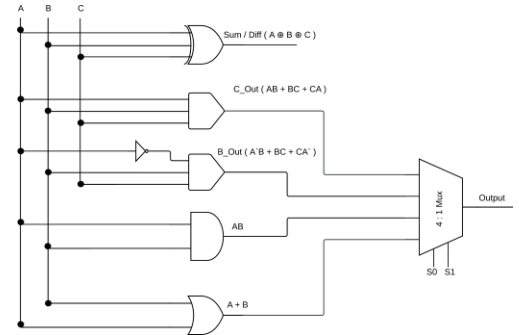 A B C
Sum / Diff ( A ⊕ B ⊕ C )
C_Out ( AB + BC + CA )
B_Out ( A`B + BC + CA` )
AB
A + B
4 : 1 Mux
Output
S0 S1